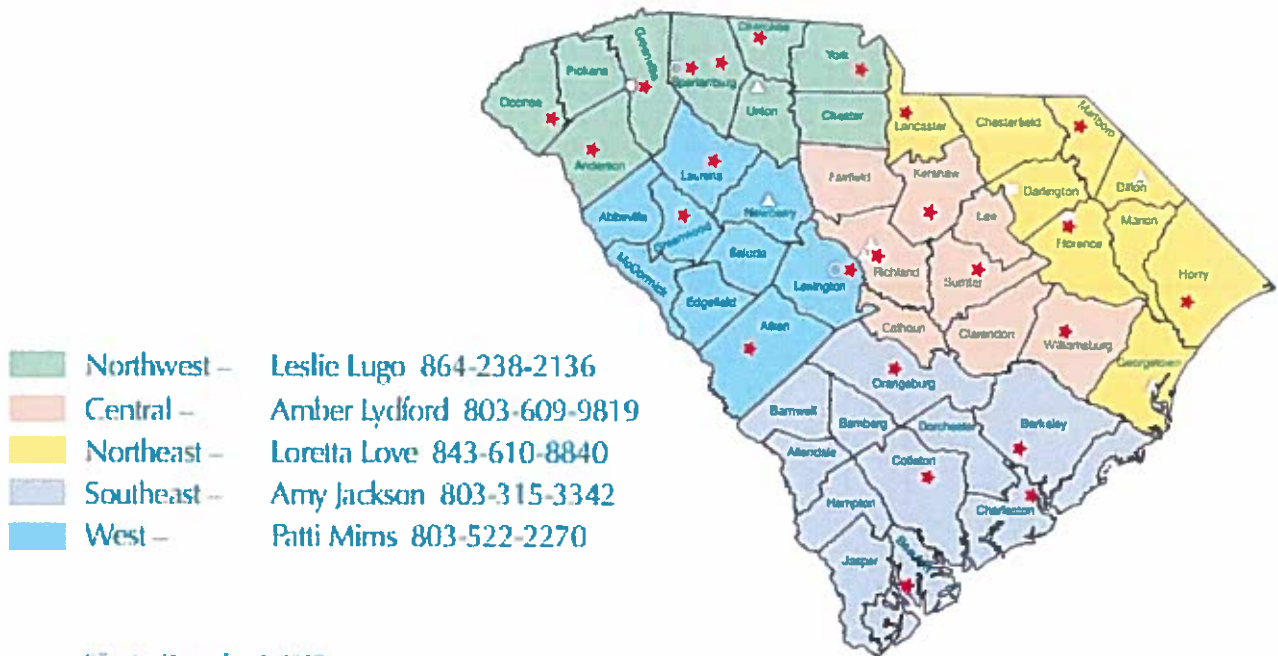 Cherokee
York
Greenville
Pickens
Spartanburg
Oconee
Union
Chester
Lancaster
Chesterfield
Marlboro
Anderson
Laurens
Fairfield
Kershaw
Darlington
Dillon
Abbeville
Greenwood
Newberry
Lee
Marion
Florence
McCormick
Saluda
Richland
Sumter
Horry
Edgefield
Lexington
Aiken
Calhoun
Clarendon
Williamsburg
Georgetown
Orangeburg
Barnwell
Bamberg
Dorchester
Berkeley
Allendale
Colleton
Hampton
Charleston
Jasper
Beaufort
Northwest – Leslie Lugo 864-238-2136
Central – Amber Lydford 803-609-9819
Northeast – Loretta Love 843-610-8840
Southeast – Amy Jackson 803-315-3342
West – Patti Mims 803-522-2270